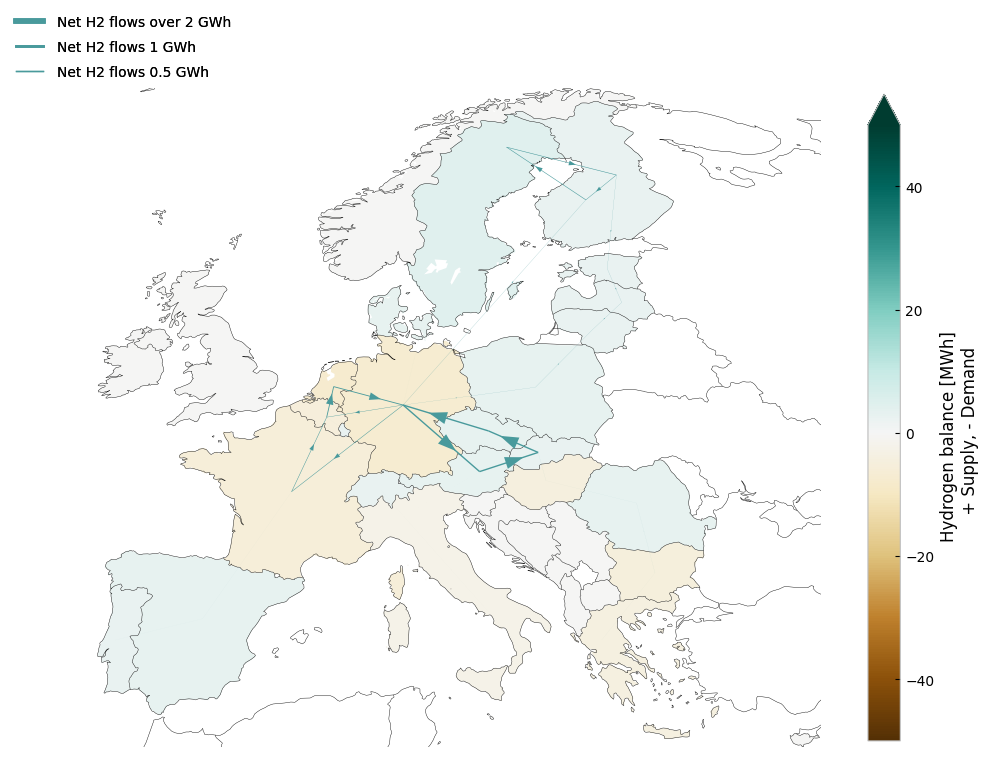 Net H2 flows over 2 GWh
Net H2 flows 1 GWh
Net H2 flows 0.5 GWh
40
20
0
−20
−40
Hydrogen balance [MWh]
+ Supply, - Demand